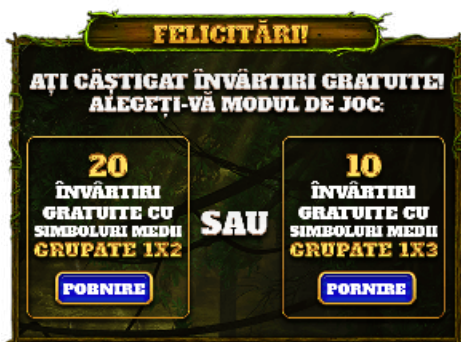 FELICITĂRI!
AȚI CÂȘTIGAT ÎNVÂRTIRI GRATUITE!
ALEGEȚI-VĂ MODUL DE JOC:
20
ÎNVÂRTIRI
GRATUITE CU
SIMBOLURI MEDII
GRUPATE 1X2
PORNIRE
SAU
10
ÎNVÂRTIRI
GRATUITE CU
SIMBOLURI MEDII
GRUPATE 1X3
PORNIRE